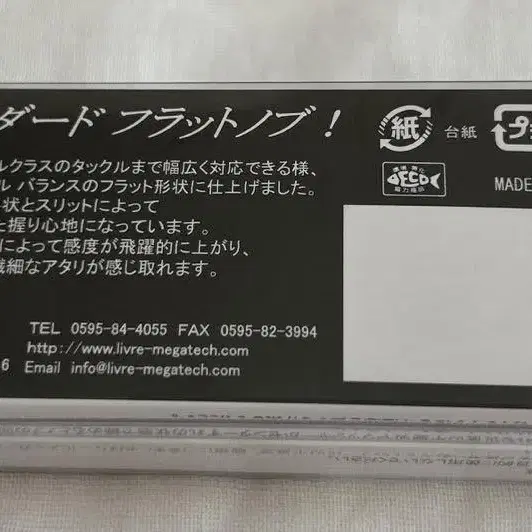 ダード フラットノブ！
ルクラスのタックルまで幅広く対応できる様、
ル バランスのフラット形状に仕上げました。
状とスリットによって
た握り心地になっています。
によって感度が飛躍的に上がり、
繊細なアタリが感じ取れます。
TEL 0595-84-4055 FAX 0595-82-3994
http://www.livre-megatech.com
6 Email info@livre-megatech.com
紙 台紙 プラ
ECO
MADE